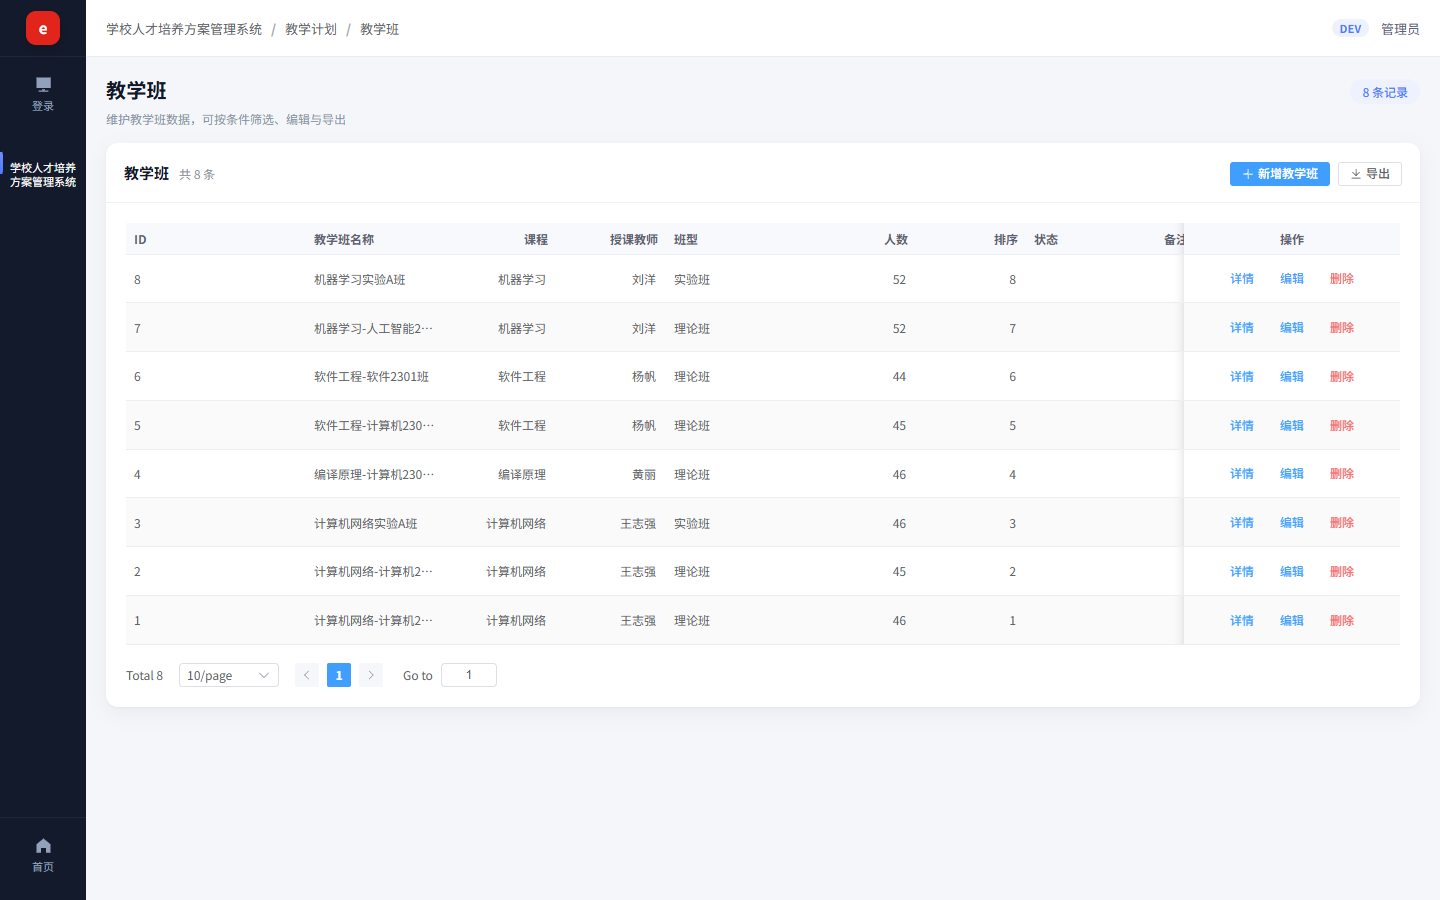 e
登录
学校人才培养
方案管理系统
首页
学校人才培养方案管理系统 / 教学计划 / 教学班
DEV 管理员
教学班
8 条记录
维护教学班数据，可按条件筛选、编辑与导出
教学班 共 8 条
新增教学班 导出
ID 教学班名称 课程 授课教师 班型 人数 排序 状态 备注 操作
8 机器学习实验A班 机器学习 刘洋 实验班 52 8 详情 编辑 删除
7 机器学习-人工智能2… 机器学习 刘洋 理论班 52 7 详情 编辑 删除
6 软件工程-软件2301班 软件工程 杨帆 理论班 44 6 详情 编辑 删除
5 软件工程-计算机230… 软件工程 杨帆 理论班 45 5 详情 编辑 删除
4 编译原理-计算机230… 编译原理 黄丽 理论班 46 4 详情 编辑 删除
3 计算机网络实验A班 计算机网络 王志强 实验班 46 3 详情 编辑 删除
2 计算机网络-计算机2… 计算机网络 王志强 理论班 45 2 详情 编辑 删除
1 计算机网络-计算机2… 计算机网络 王志强 理论班 46 1 详情 编辑 删除
Total 8 10/page 1 Go to 1